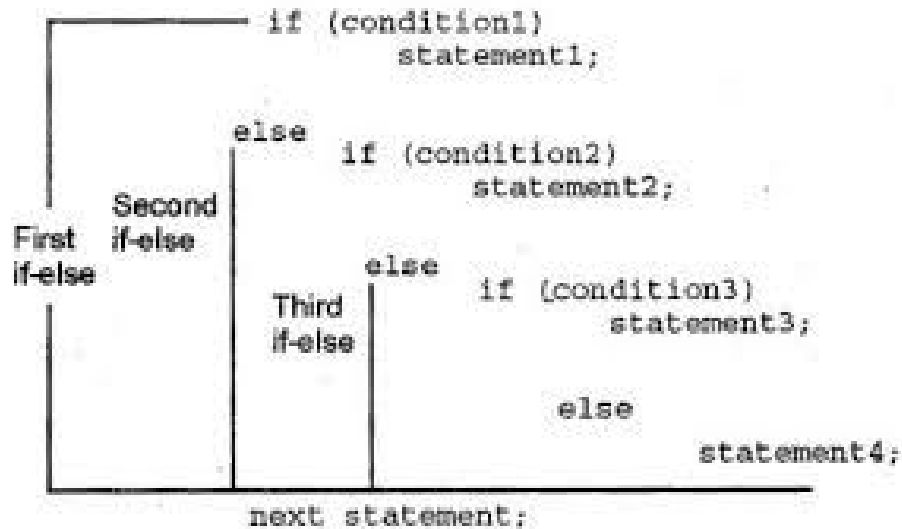 if (condition1)
statement1;
else
if (condition2)
statement2;
Second
if-else
First
if-else
else
if (condition3)
statement3;
Third
if-else
else
statement4;
next statement;